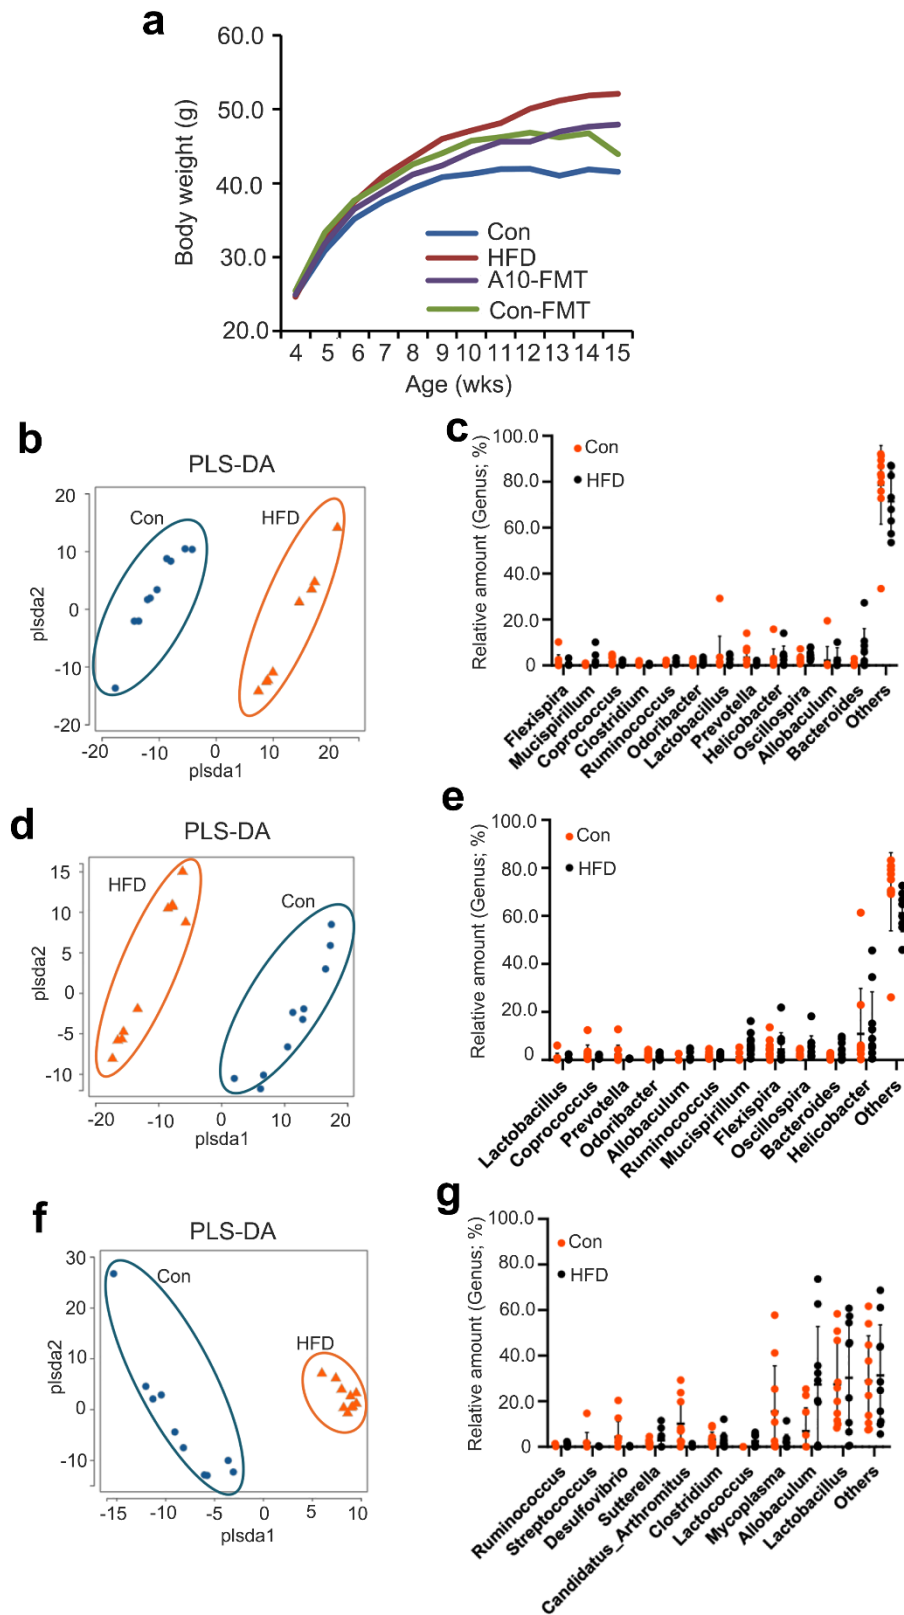 a
60.0
50.0
40.0
30.0
20.0
Body weight (g)
Con
HFD
A10-FMT
Con-FMT
4 5 6 7 8 9 10 11 12 13 14 15
Age (wks)
b
PLS-DA
Con
HFD
20
10
0
-10
-20
plsda2
-20 -10 0 10 20
plsda1
c
100.0
80.0
60.0
40.0
20.0
0
Relative amount (Genus; %)
Con
HFD
Flexispira
Mucispirillum
Coprococcus
Clostridium
Ruminococcus
Odoribacter
Lactobacillus
Prevotella
Helicobacter
Oscillospira
Allobaculum
Bacteroides
Others
d
PLS-DA
HFD
Con
15
10
5
0
-5
-10
plsda2
-20 -10 0 10 20
plsda1
e
100.0
80.0
60.0
40.0
20.0
0
Relative amount (Genus; %)
Con
HFD
Lactobacillus
Coprococcus
Prevotella
Odoribacter
Allobaculum
Ruminococcus
Mucispirillum
Flexispira
Oscillospira
Bacteroides
Helicobacter
Others
f
PLS-DA
Con
HFD
30
20
10
0
-10
plsda2
-15 -10 -5 0 5 10
plsda1
g
100.0
80.0
60.0
40.0
20.0
0
Relative amount (Genus; %)
Con
HFD
Ruminococcus
Streptococcus
Desulfovibrio
Sutterella
Candidatus_Arthromitus
Clostridium
Lactococcus
Mycoplasma
Allobaculum
Lactobacillus
Others